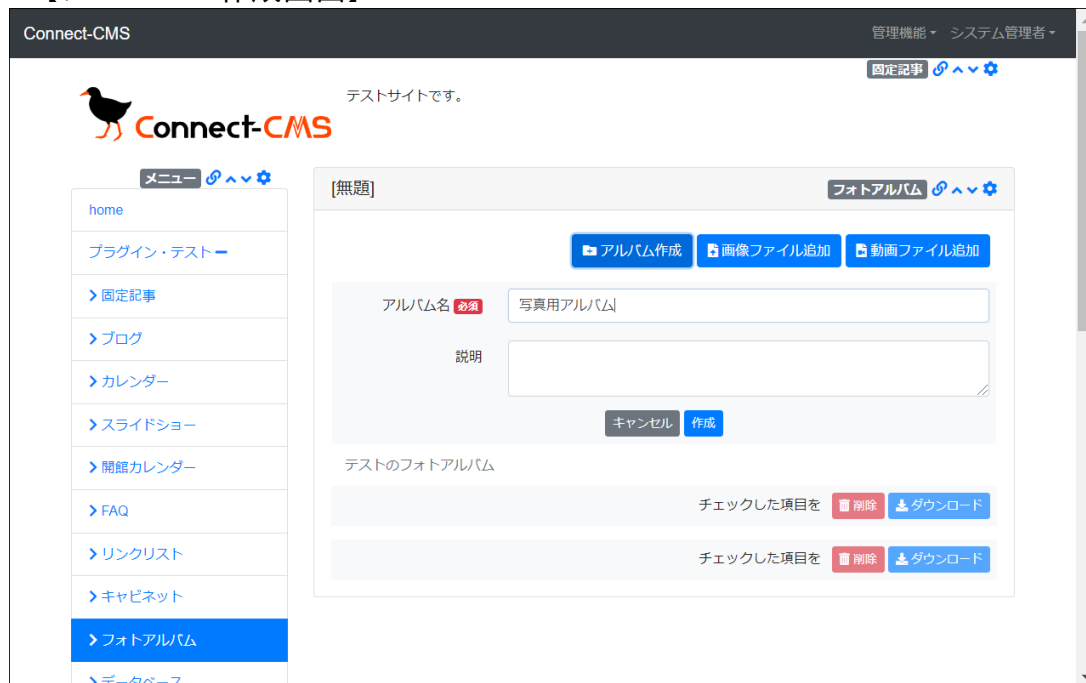 Connect-CMS
管理機能
システム管理者
固定記事
テストサイトです。
Connect-CMS
メニュー
home
プラグイン・テスト
固定記事
ブログ
カレンダー
スライドショー
開館カレンダー
FAQ
リンクリスト
キャビネット
フォトアルバム
データベース
[無題]
フォトアルバム
アルバム作成
画像ファイル追加
動画ファイル追加
アルバム名 必須
写真用アルバム
説明
キャンセル
作成
テストのフォトアルバム
チェックした項目を 削除 ダウンロード
チェックした項目を 削除 ダウンロード